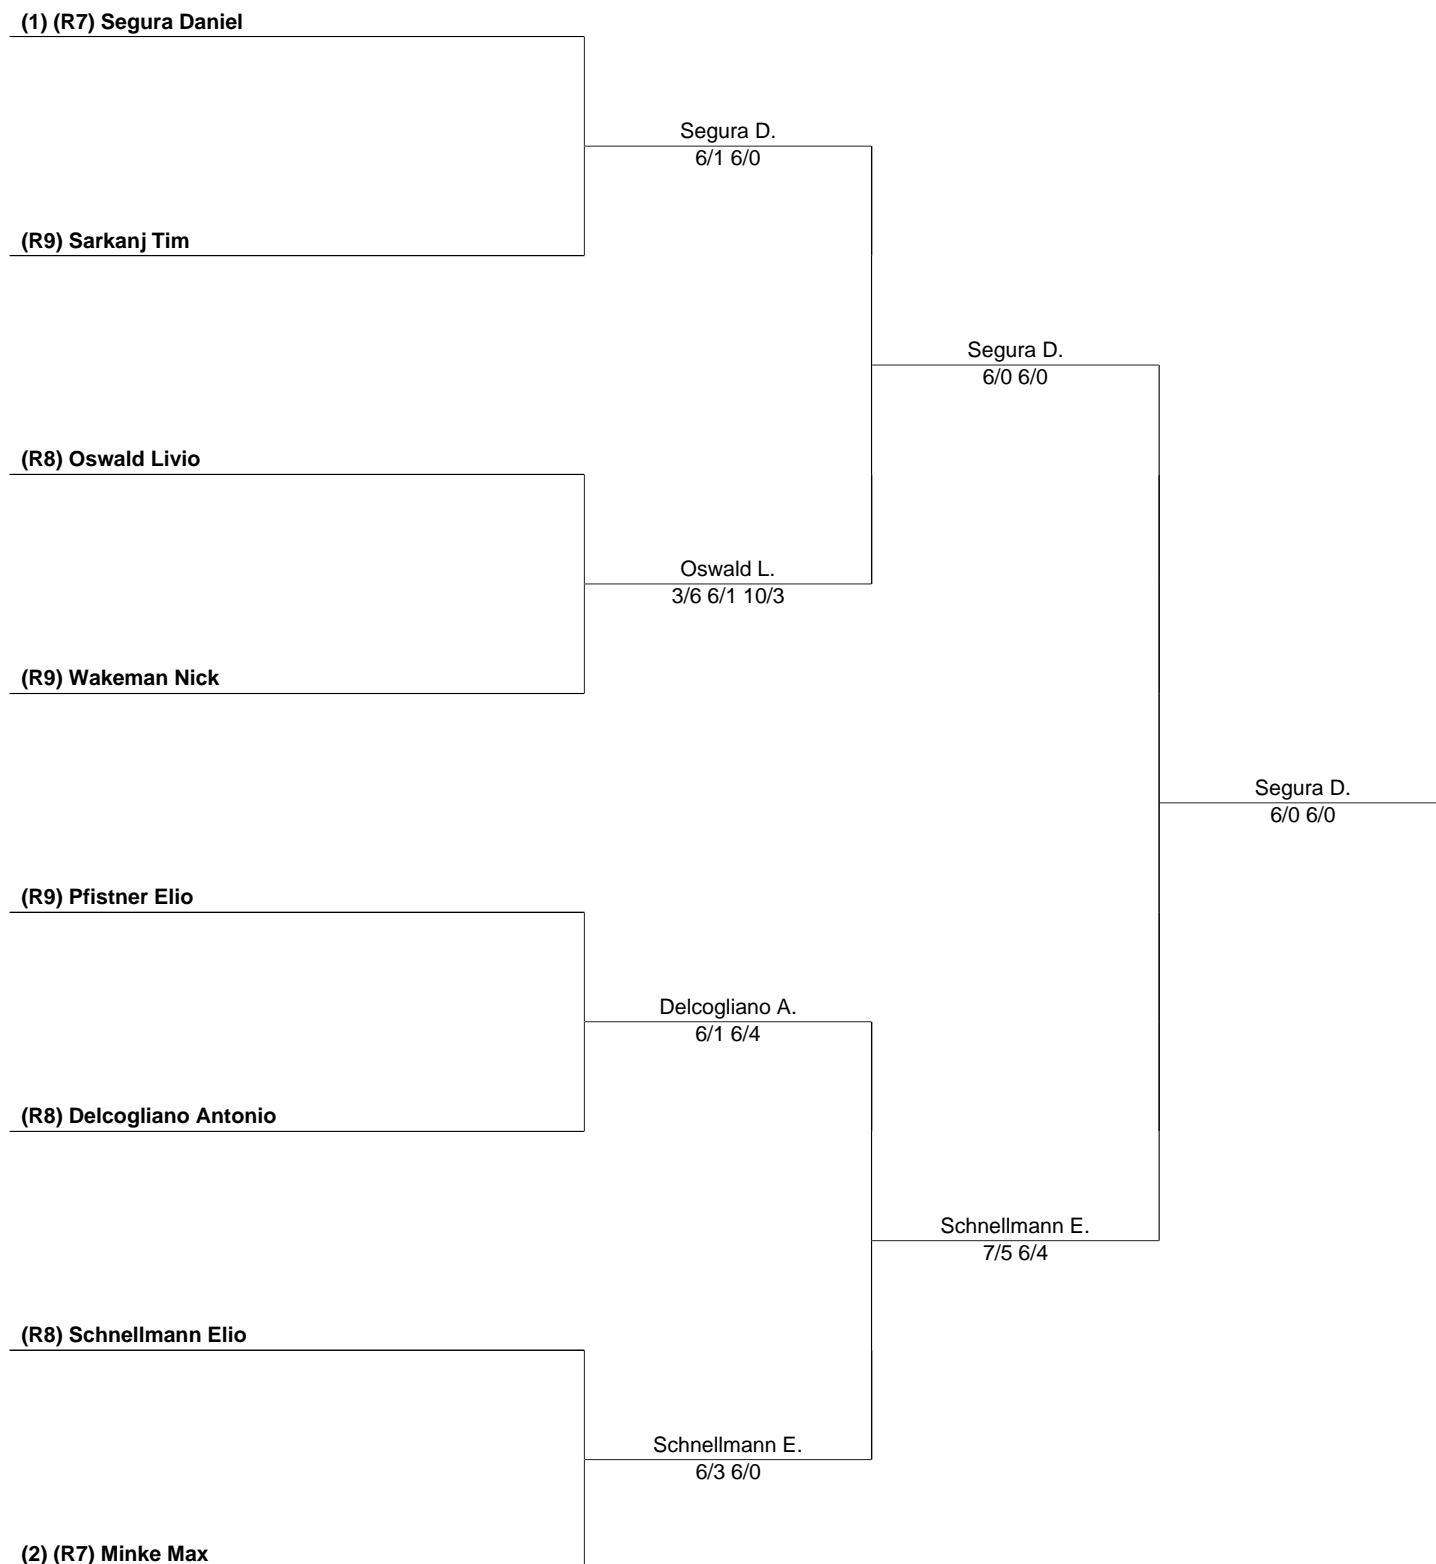 (1) (R7) Segura Daniel
Segura D.
6/1 6/0
(R9) Sarkanj Tim
Segura D.
6/0 6/0
(R8) Oswald Livio
Oswald L.
3/6 6/1 10/3
(R9) Wakeman Nick
Segura D.
6/0 6/0
(R9) Pfistner Elio
Delcogliano A.
6/1 6/4
(R8) Delcogliano Antonio
Schnellmann E.
7/5 6/4
(R8) Schnellmann Elio
Schnellmann E.
6/3 6/0
(2) (R7) Minke Max